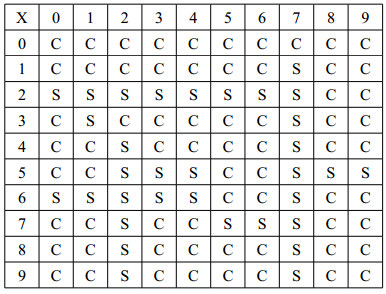 X 0 1 2 3 4 5 6 7 8 9
0 C C C C C C C C C C
1 C C C C C C C S C C
2 S S S S S S S S C C
3 C S C C C C C S C C
4 C C S C C C C S C C
5 C C S S S C C S S S
6 S S S S S C C S C C
7 C C S C C S S S C C
8 C C S C C C C S C C
9 C C S C C C C S C C